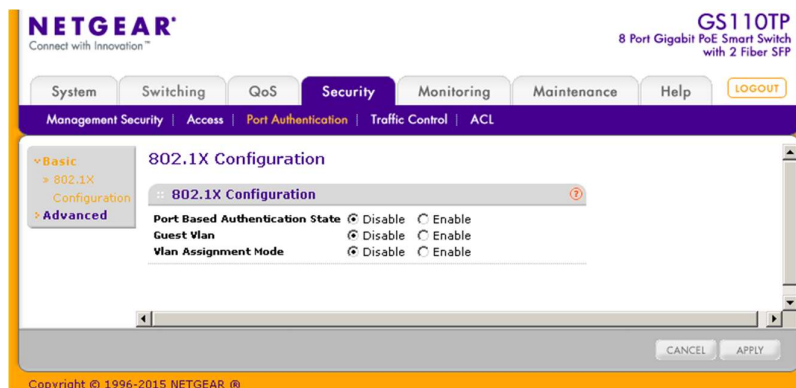 NETGEAR®
Connect with Innovation™
GS110TP
8 Port Gigabit PoE Smart Switch
with 2 Fiber SFP
System Switching QoS Security Monitoring Maintenance Help LOGOUT
Management Security | Access | Port Authentication | Traffic Control | ACL
Basic
» 802.1X
Configuration
Advanced
802.1X Configuration
802.1X Configuration ?
Port Based Authentication State Disable Enable
Guest Vlan Disable Enable
Vlan Assignment Mode Disable Enable
CANCEL APPLY
Copyright © 1996-2015 NETGEAR ®